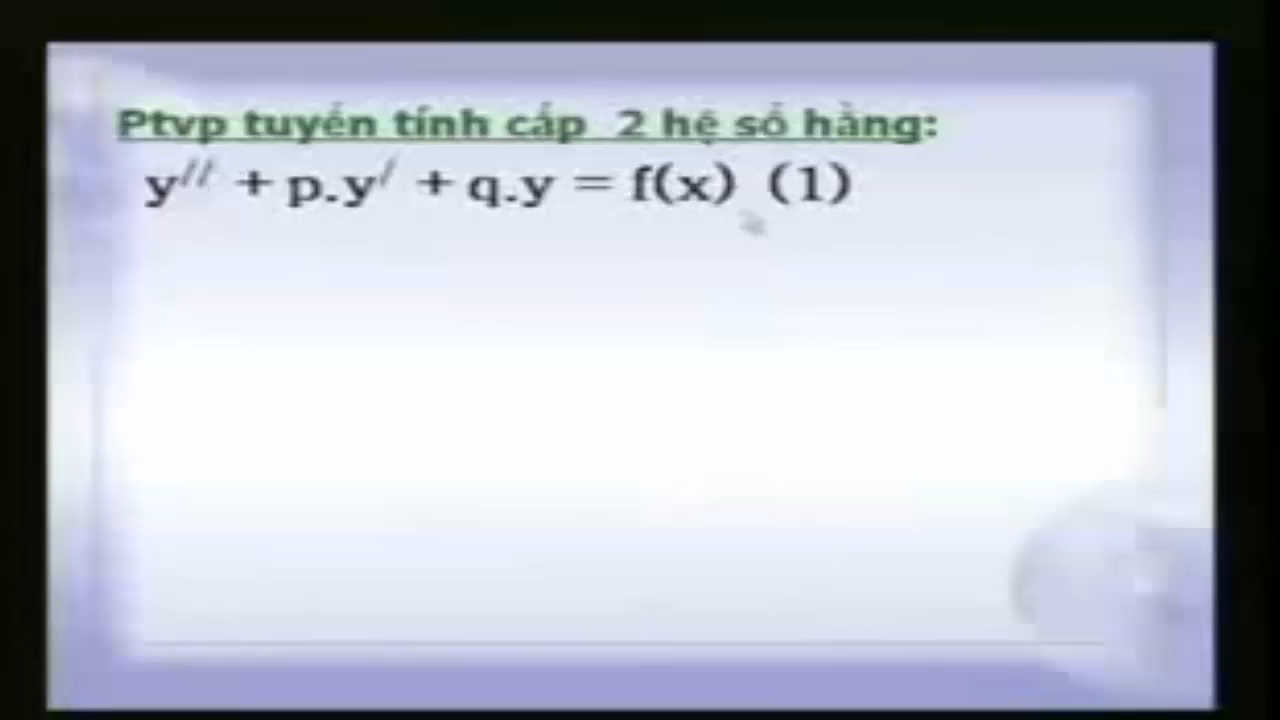 Ptvp tuyến tính cấp 2 hệ số hằng:
y// + p.y/ + q.y = f(x) (1)